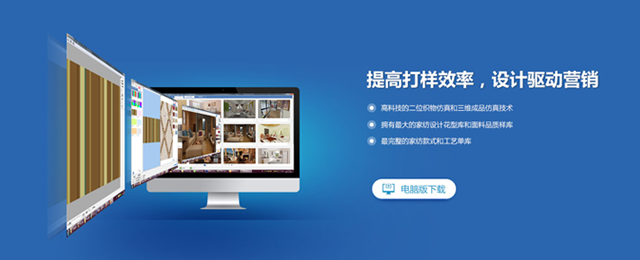 提高打样效率，设计驱动营销
高科技的二位织物仿真和三维成品仿真技术
拥有最大的家纺设计花型库和面料品质样库
最完整的家纺款式和工艺单库
电脑版下载